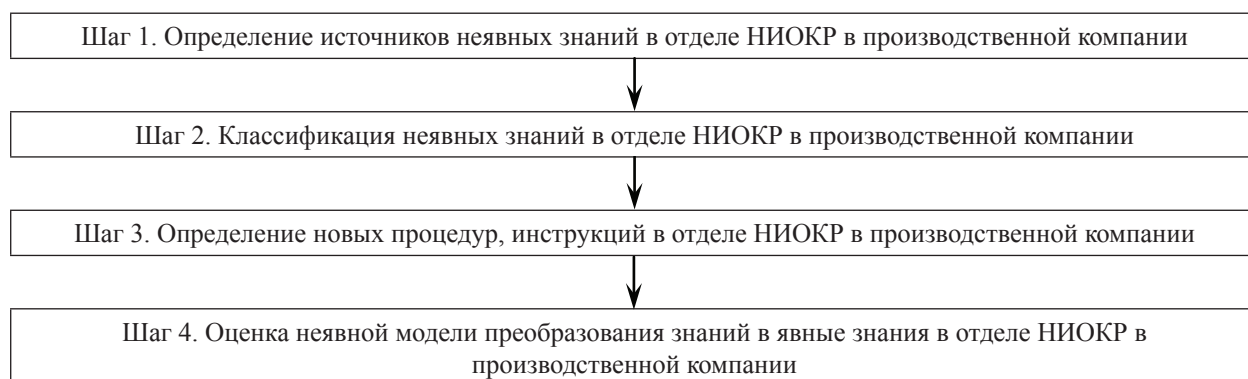 Шаг 1. Определение источников неявных знаний в отделе НИОКР в производственной компании
Шаг 2. Классификация неявных знаний в отделе НИОКР в производственной компании
Шаг 3. Определение новых процедур, инструкций в отделе НИОКР в производственной компании
Шаг 4. Оценка неявной модели преобразования знаний в явные знания в отделе НИОКР в
производственной компании